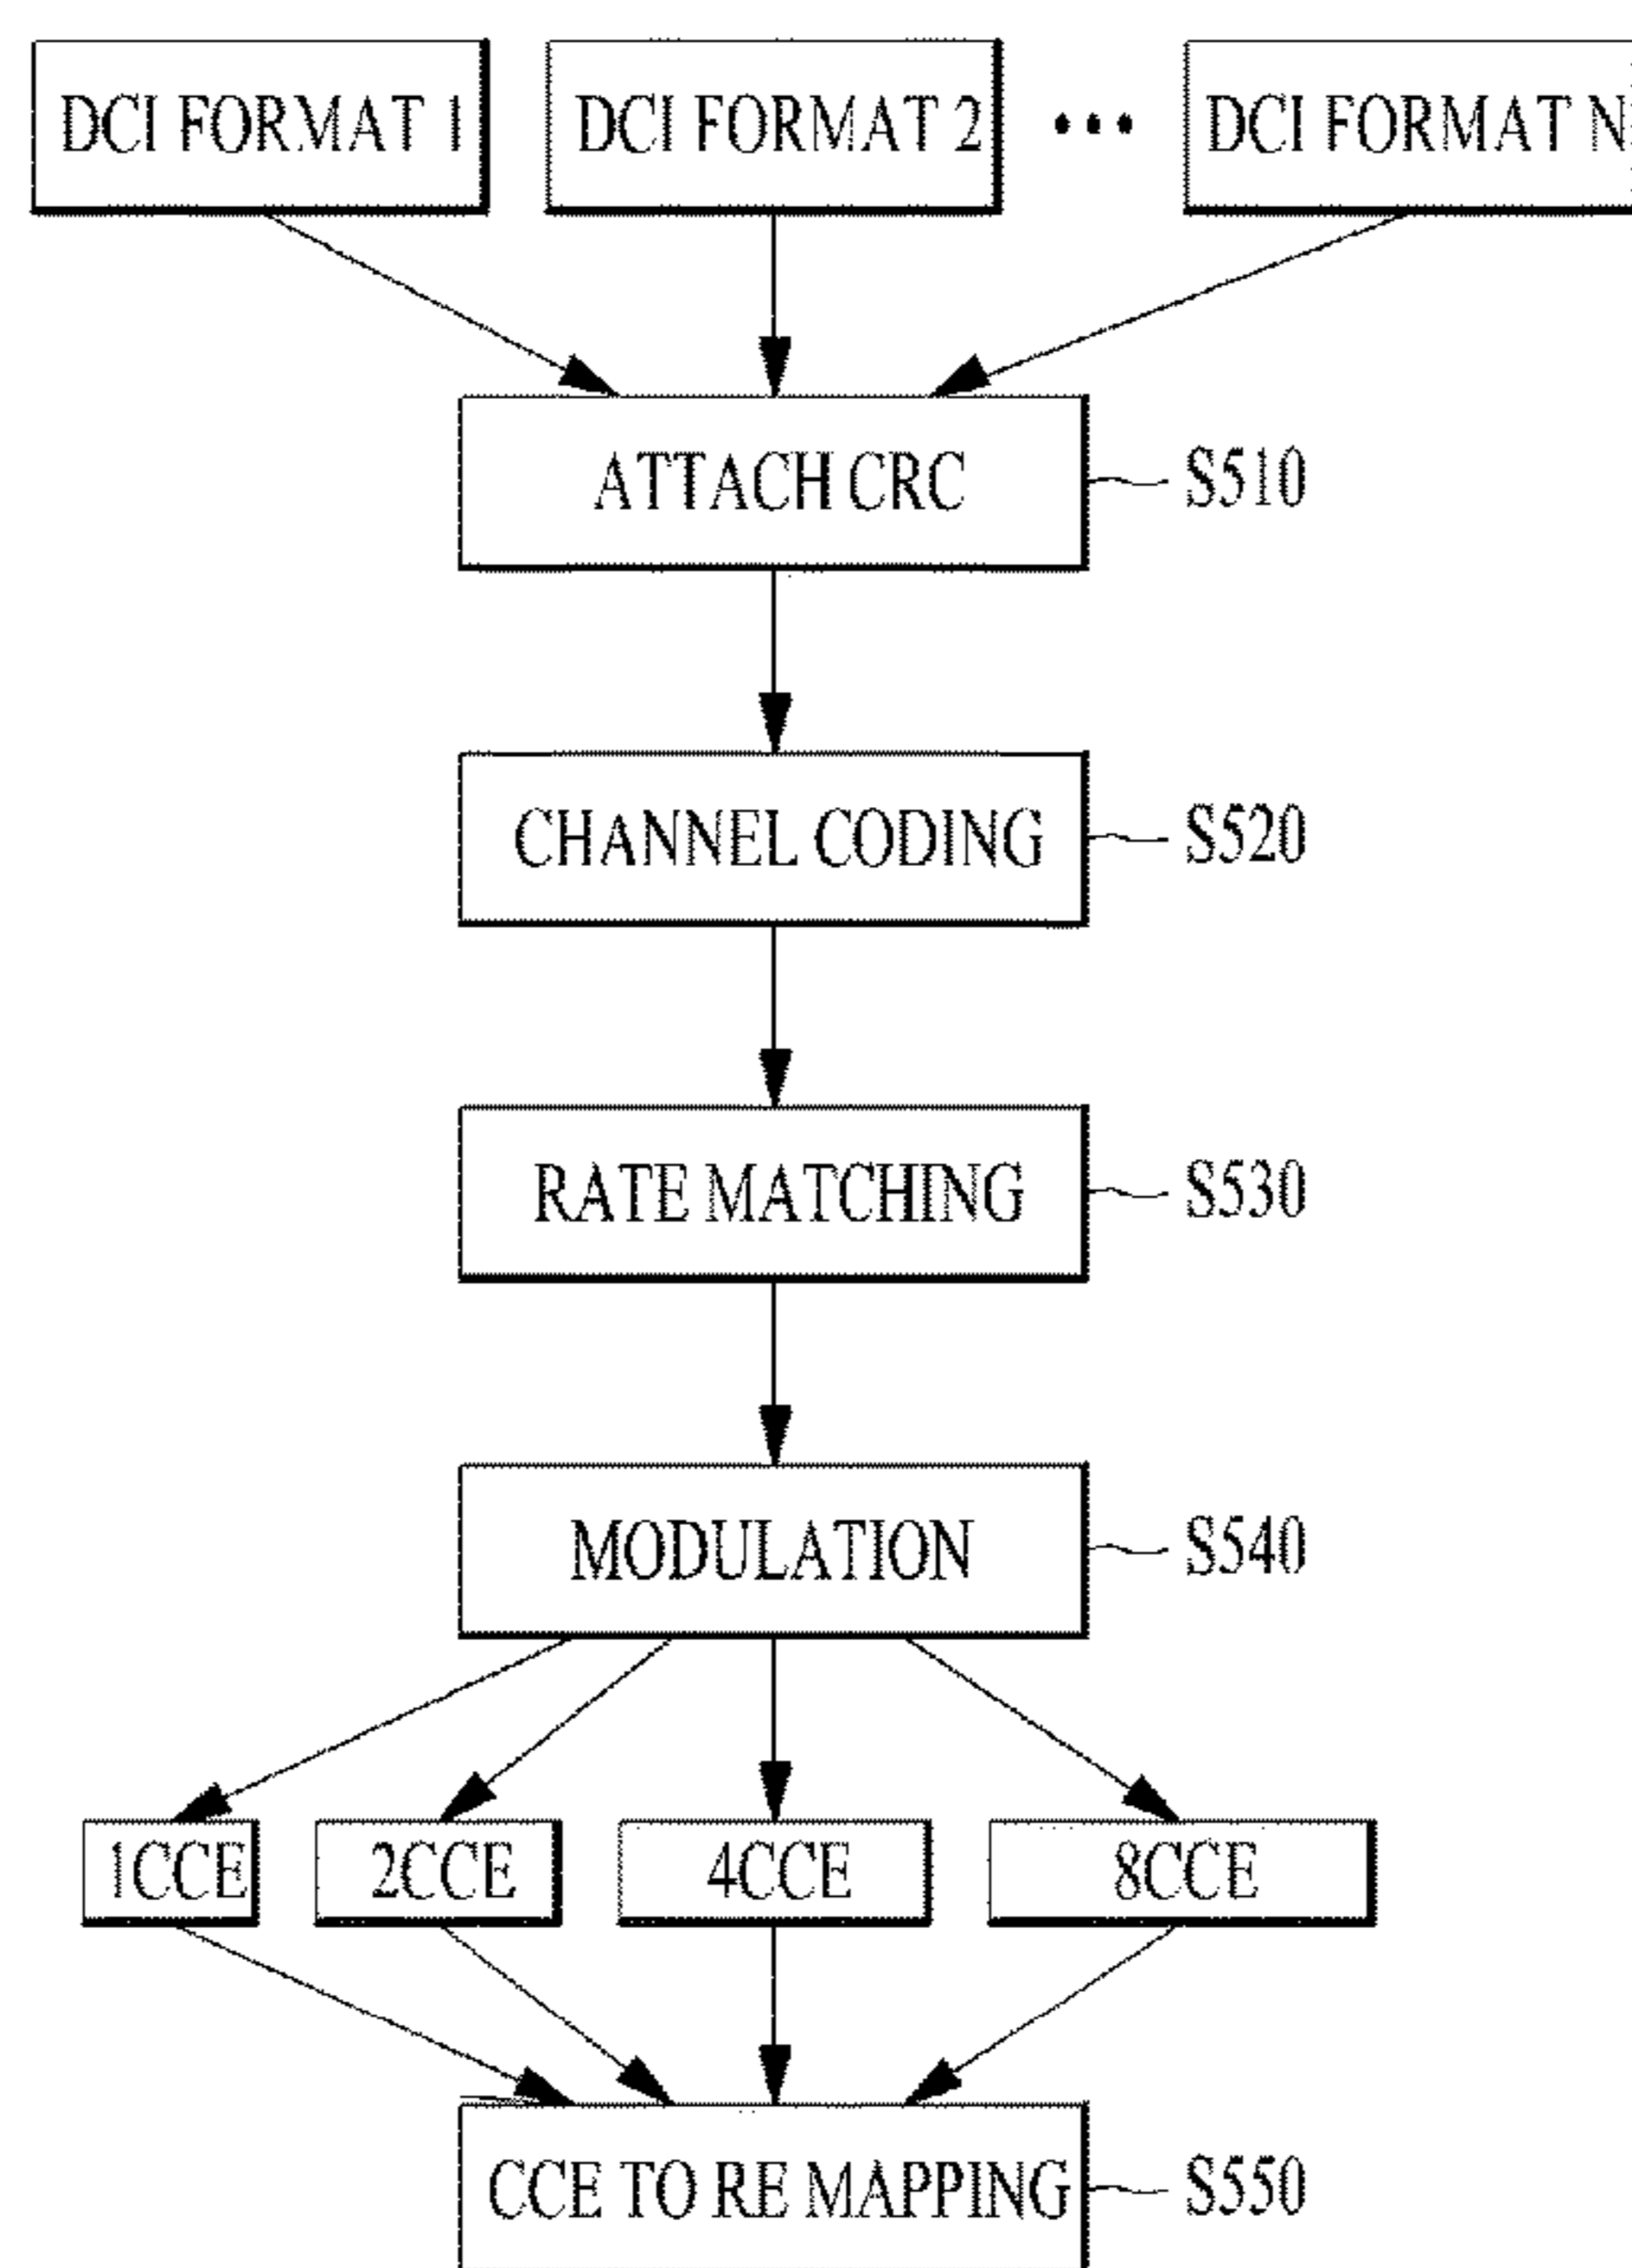 DCI FORMAT 1
DCI FORMAT 2
•••
DCI FORMAT N
ATTACH CRC
S510
CHANNEL CODING
S520
RATE MATCHING
S530
MODULATION
S540
1CCE
2CCE
4CCE
8CCE
CCE TO RE MAPPING
S550